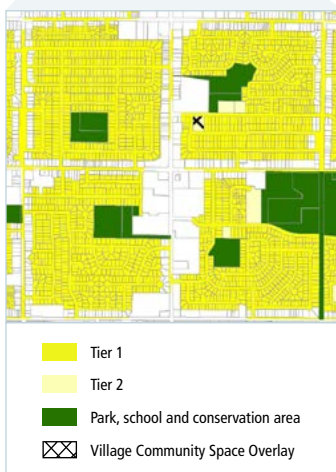 Tier 1
Tier 2
Park, school and conservation area
Village Community Space Overlay